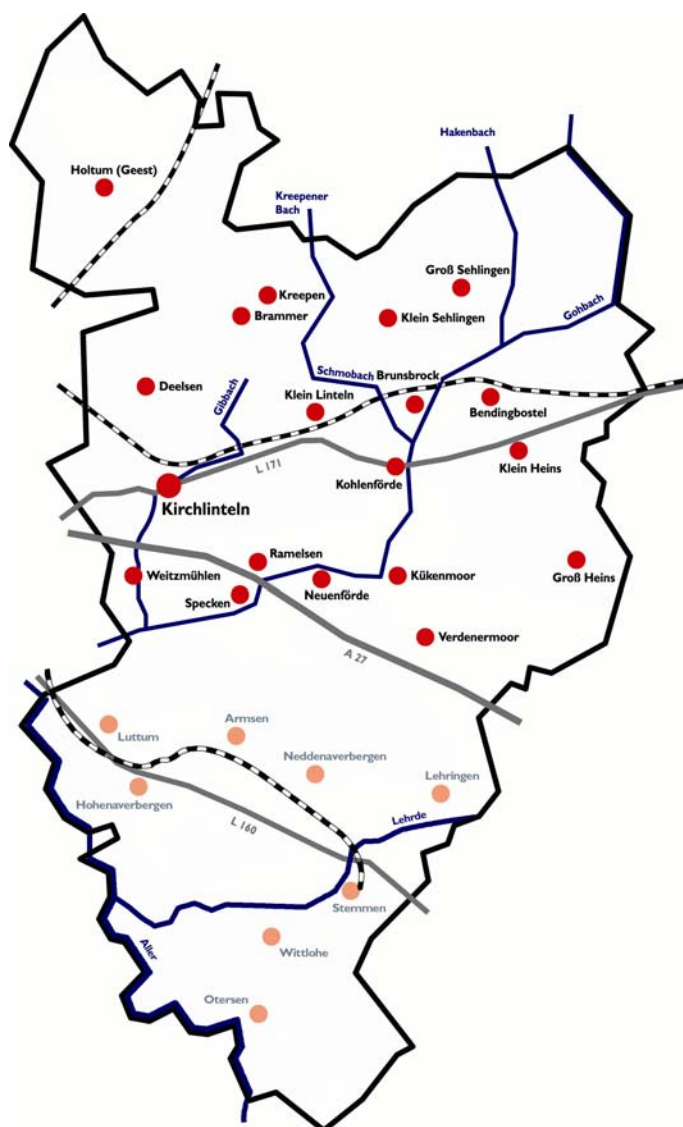 Hakenbach
Holtum (Geest)
Kreepener
Bach
Groß Sehlingen
Kreepen
Brammer
Klein Sehlingen
Gohbach
Schmobach
Brunsbrock
Deelsen
Gibbach
Klein Linteln
Bendingbostel
L 171
Klein Heins
Kohlenförde
Kirchlinteln
Ramelsen
Weitzmühlen
Kükenmoor
Groß Heins
Neuenförde
Specken
Verdenermoor
A 27
Armsen
Luttum
Neddenaverbergen
Lehringen
Hohenaverbergen
L 160
Lehrde
Stemmen
Aller
Wittlohe
Otersen